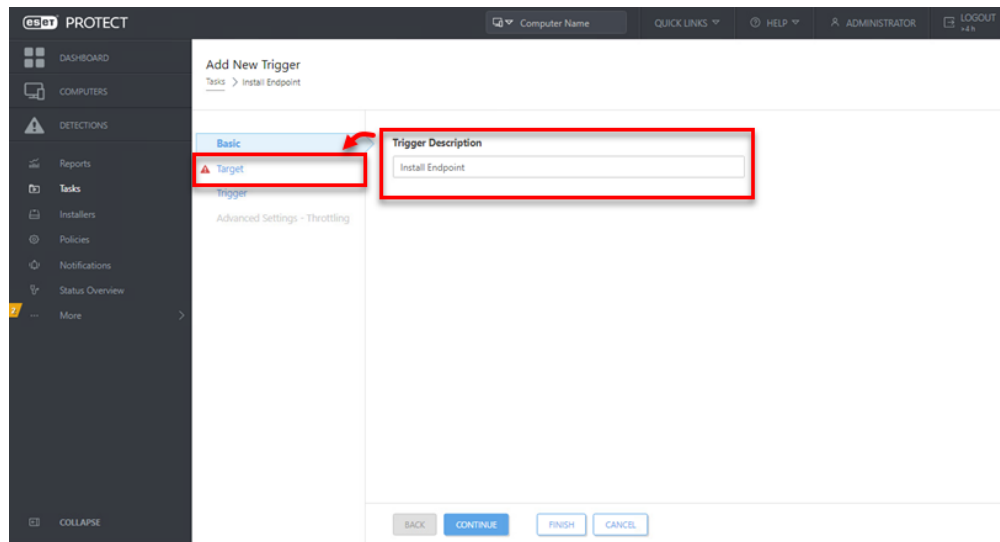 eset PROTECT
Computer Name
QUICK LINKS
HELP
ADMINISTRATOR
LOGOUT
>4 h
DASHBOARD
COMPUTERS
DETECTIONS
Reports
Tasks
Installers
Policies
Notifications
Status Overview
More
COLLAPSE
Add New Trigger
Tasks > Install Endpoint
Basic
Target
Trigger
Advanced Settings - Throttling
Trigger Description
Install Endpoint
BACK
CONTINUE
FINISH
CANCEL